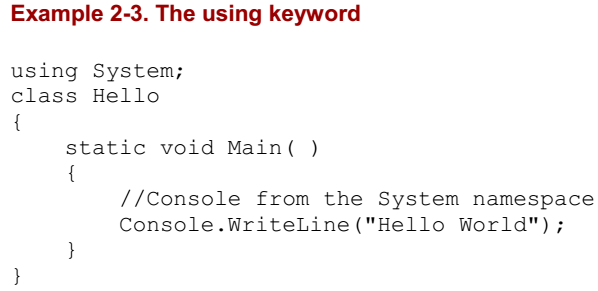 Example 2-3. The using keyword
using System;
class Hello
{
    static void Main( )
    {
        //Console from the System namespace
        Console.WriteLine("Hello World");
    }
}